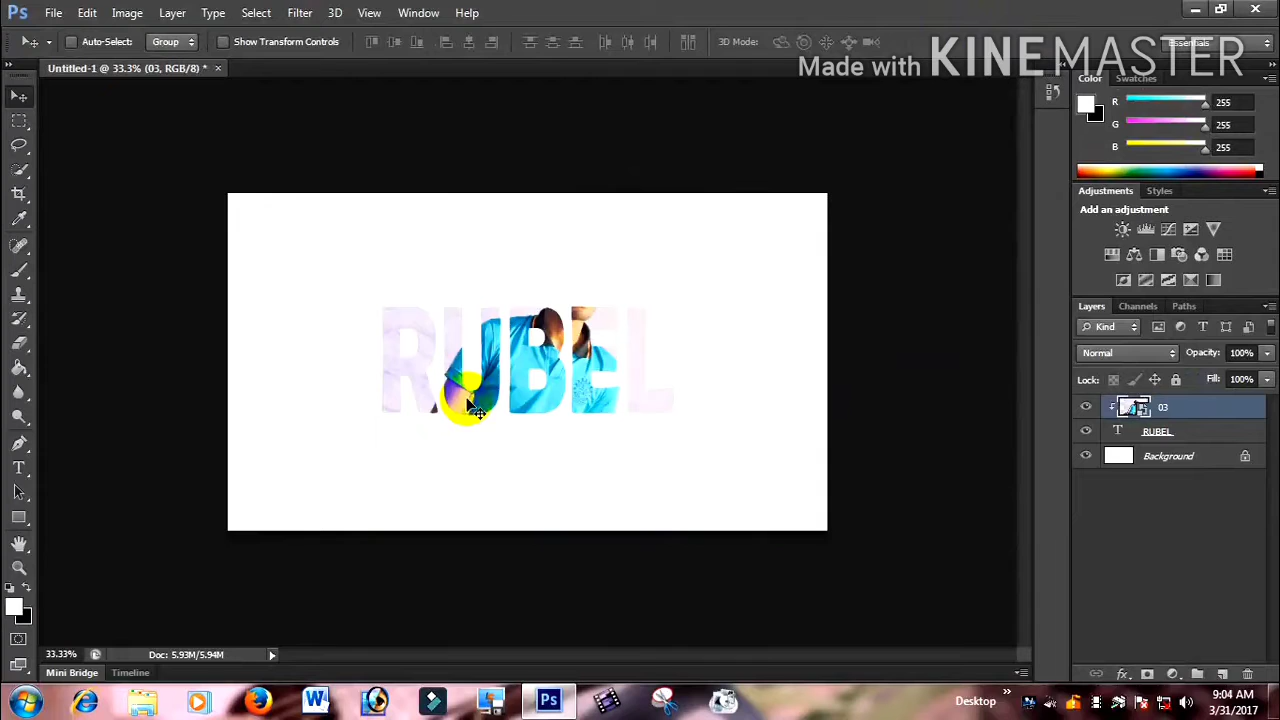 Ps File Edit Image Layer Type Select Filter 3D View Window Help
Auto-Select: Group Show Transform Controls 3D Mode: Essentials
Made with KINEMASTER
Untitled-1 @ 33.3% (03, RGB/8) * ×
Color Swatches
R 255
G 255
B 255
Adjustments Styles
Add an adjustment
RUBEL
Layers Channels Paths
Kind
Normal Opacity: 100%
Lock: Fill: 100%
03
T RUBEL
Background
33.33% Doc: 5.93M/5.94M
Mini Bridge Timeline
W Ps Desktop » 9:04 AM
3/31/2017